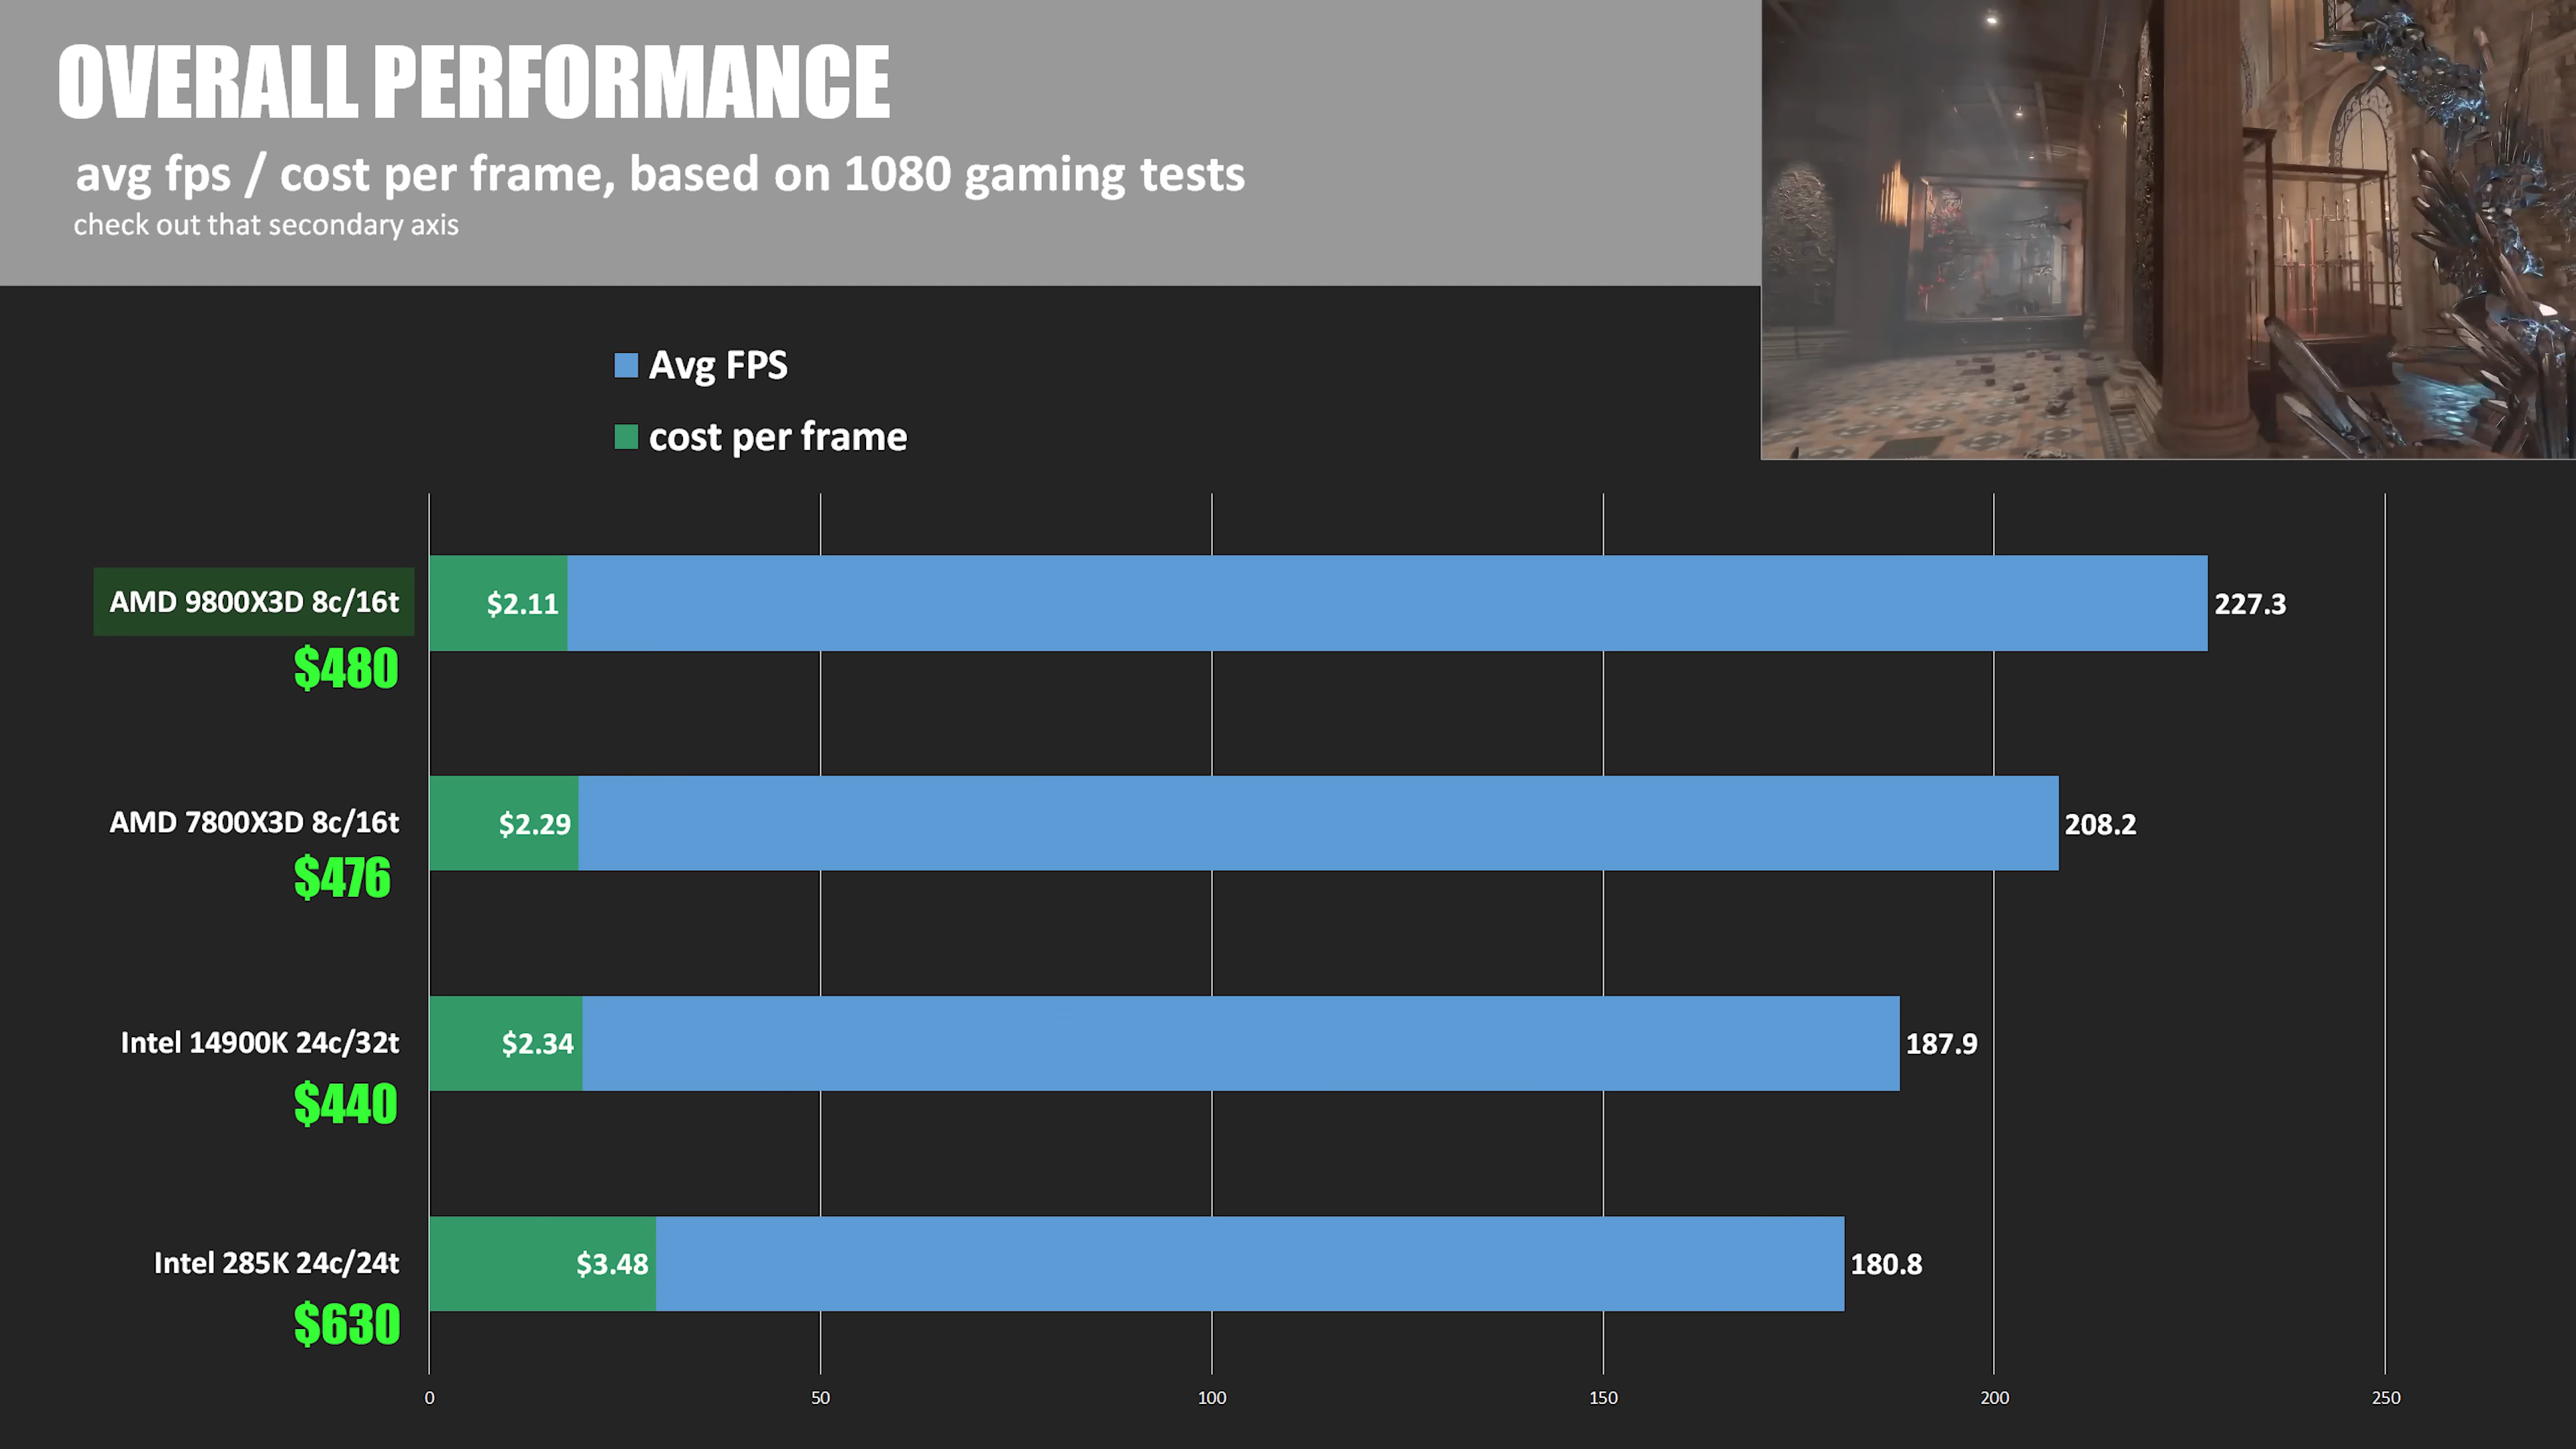 OVERALL PERFORMANCE
avg fps / cost per frame, based on 1080 gaming tests
check out that secondary axis
Avg FPS
cost per frame
AMD 9800X3D 8c/16t
$480
$2.11
227.3
AMD 7800X3D 8c/16t
$476
$2.29
208.2
Intel 14900K 24c/32t
$440
$2.34
187.9
Intel 285K 24c/24t
$630
$3.48
180.8
0 50 100 150 200 250